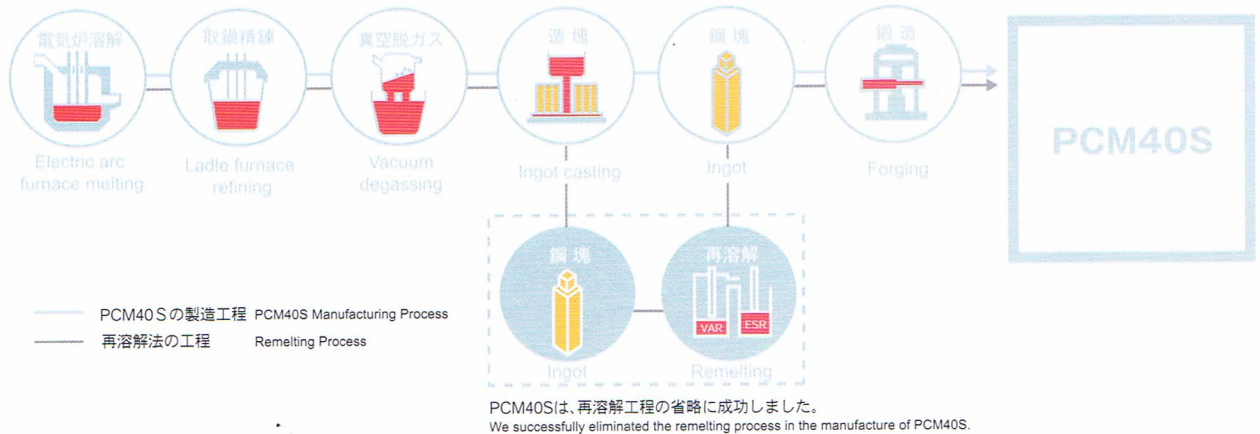 電気炉溶解
Electric arc
furnace melting
取鍋精錬
Ladle furnace
refining
真空脱ガス
Vacuum
degassing
造塊
Ingot casting
鋼塊
Ingot
鍛造
Forging
PCM40S
鋼塊
Ingot
再溶解
VAR
ESR
Remelting
PCM40Sの製造工程 PCM40S Manufacturing Process
再溶解法の工程 Remelting Process
PCM40Sは、再溶解工程の省略に成功しました。
We successfully eliminated the remelting process in the manufacture of PCM40S.